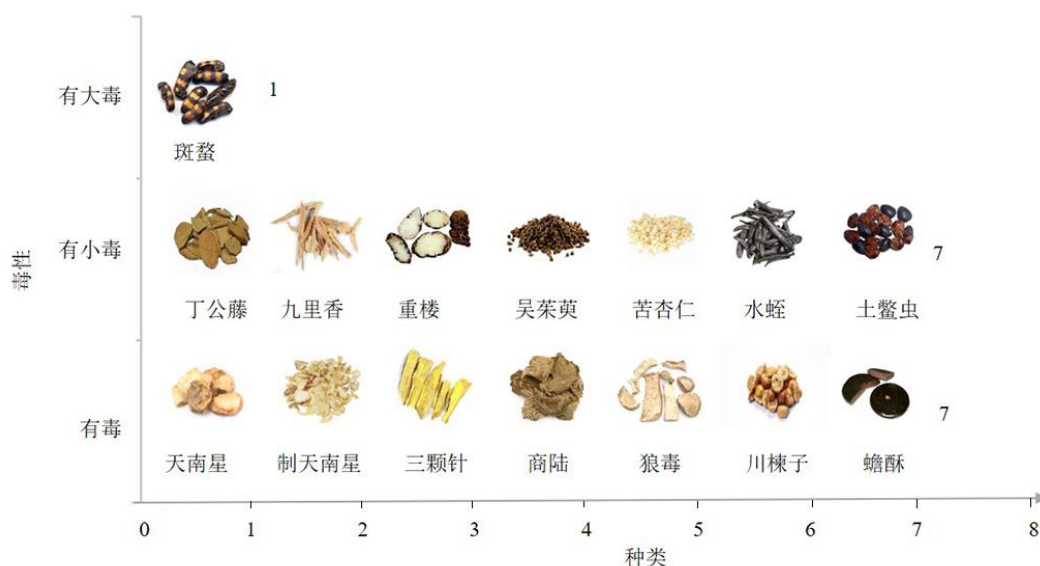 有大毒
1
斑蝥
毒性
有小毒
7
丁公藤 九里香 重楼 吴茱萸 苦杏仁 水蛭 土鳖虫
有毒
7
天南星 制天南星 三颗针 商陆 狼毒 川楝子 蟾酥
0 1 2 3 4 5 6 7 8
种类